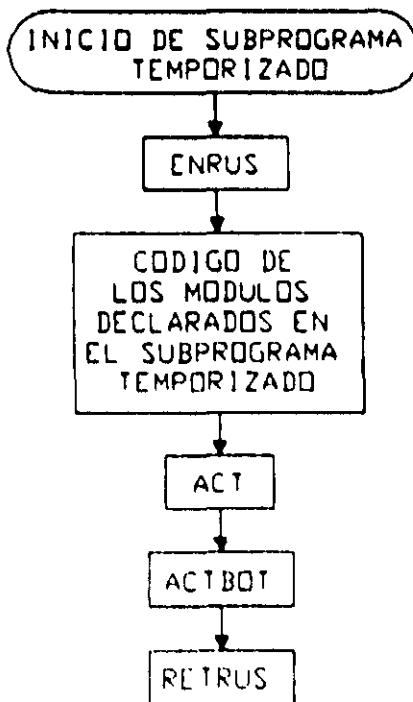 INICIO DE SUBPROGRAMA
TEMPORIZADO
ENRUS
CODIGO DE
LOS MODULOS
DECLARADOS EN
EL SUBPROGRAMA
TEMPORIZADO
ACT
ACTBOT
RETRUS